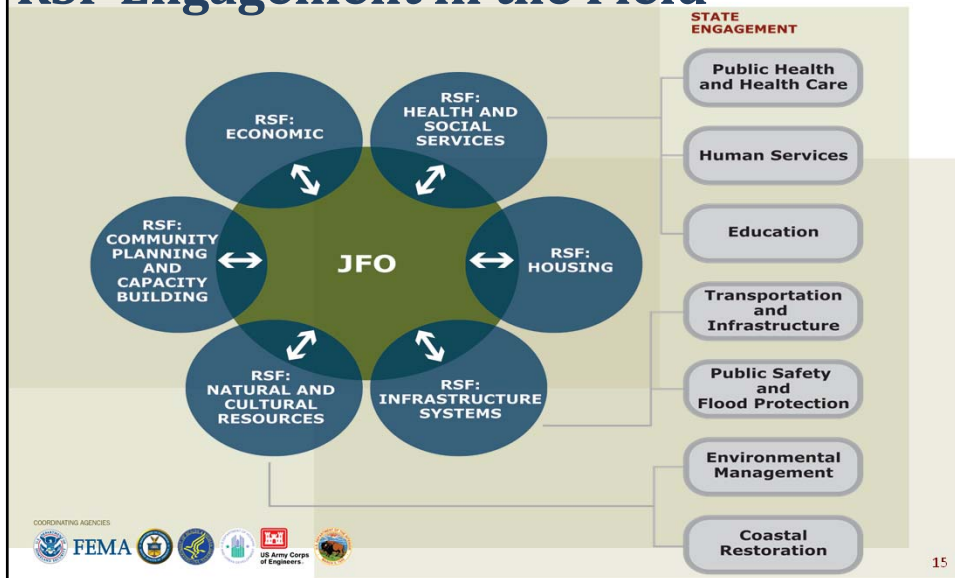 RSF Engagement in the Field
STATE
ENGAGEMENT
RSF:
ECONOMIC
RSF:
HEALTH AND
SOCIAL
SERVICES
RSF:
COMMUNITY
PLANNING
AND
CAPACITY
BUILDING
JFO
RSF:
HOUSING
RSF:
NATURAL AND
CULTURAL
RESOURCES
RSF:
INFRASTRUCTURE
SYSTEMS
Public Health
and Health Care
Human Services
Education
Transportation
and
Infrastructure
Public Safety
and
Flood Protection
Environmental
Management
Coastal
Restoration
COORDINATING AGENCIES
FEMA
US Army Corps
of Engineers
15